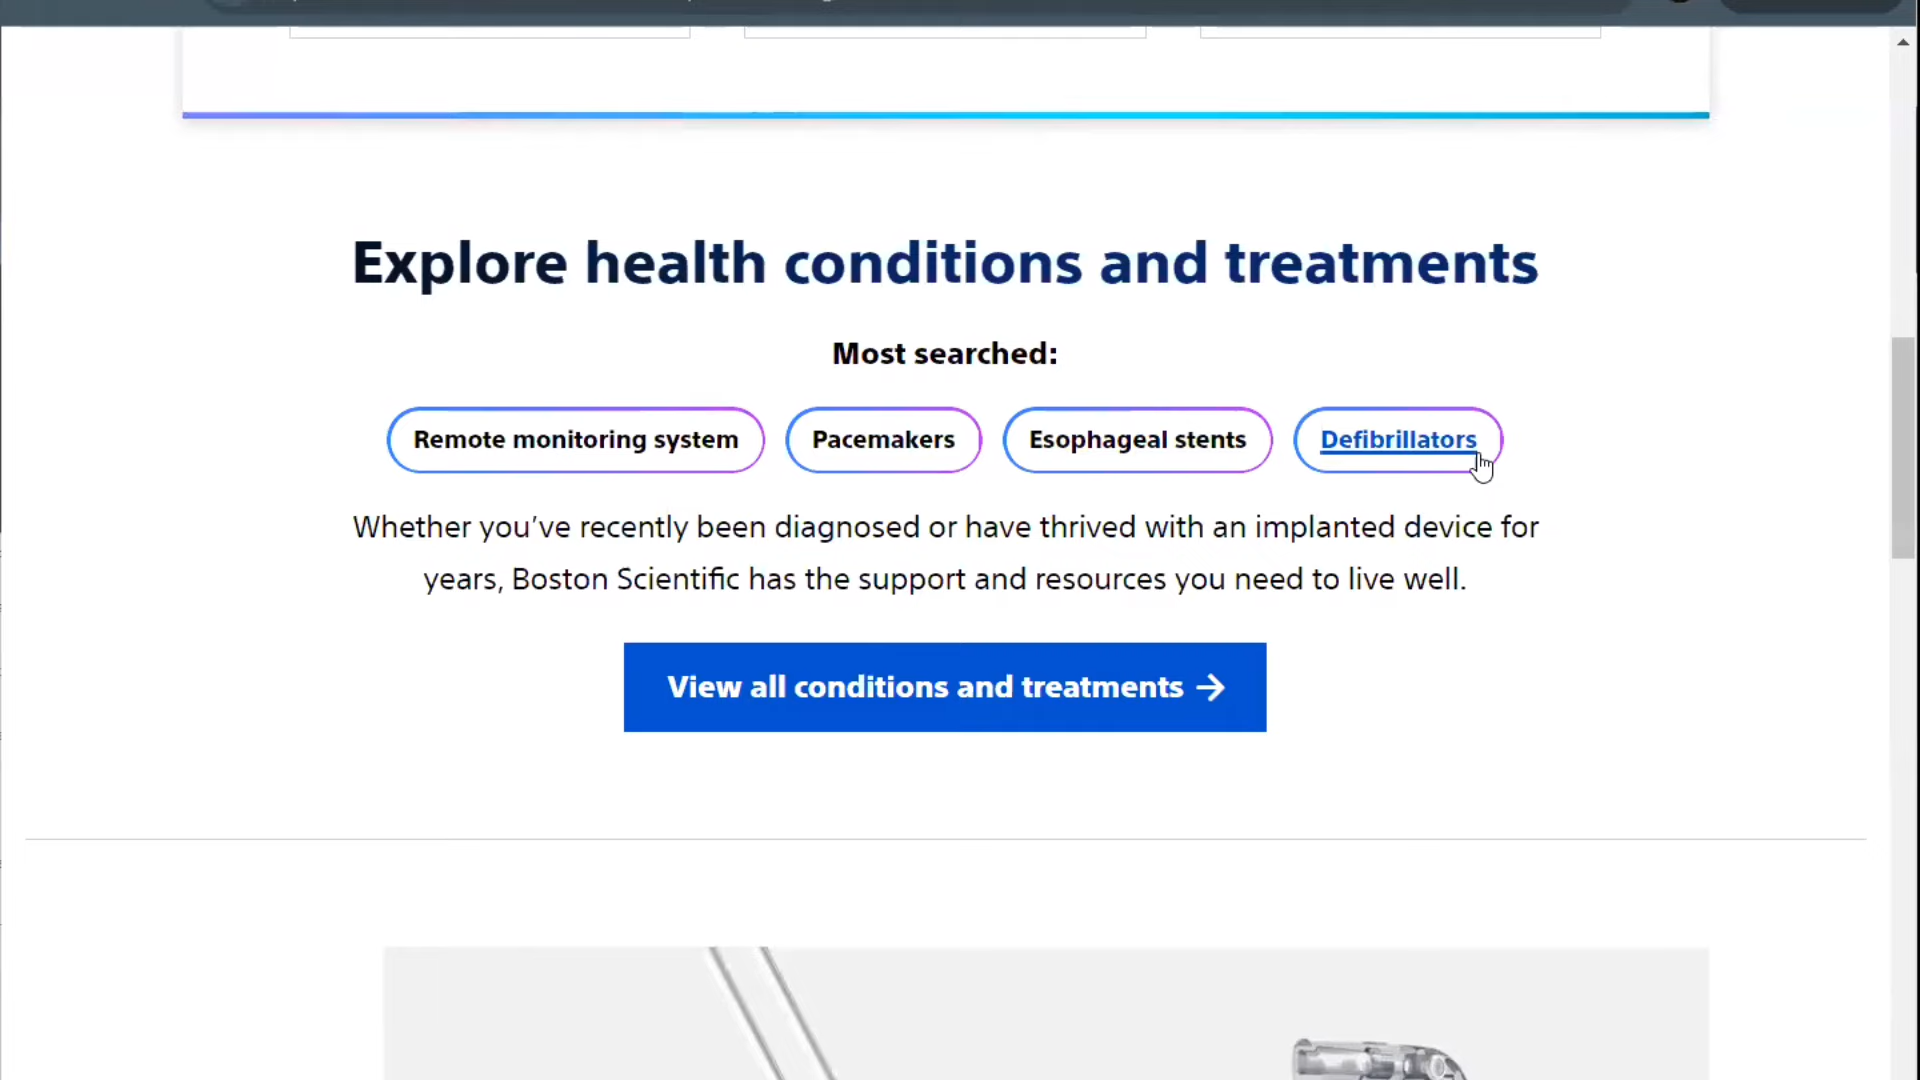 Explore health conditions and treatments
Most searched:
Remote monitoring system
Pacemakers
Esophageal stents
Defibrillators
Whether you’ve recently been diagnosed or have thrived with an implanted device for
years, Boston Scientific has the support and resources you need to live well.
View all conditions and treatments →